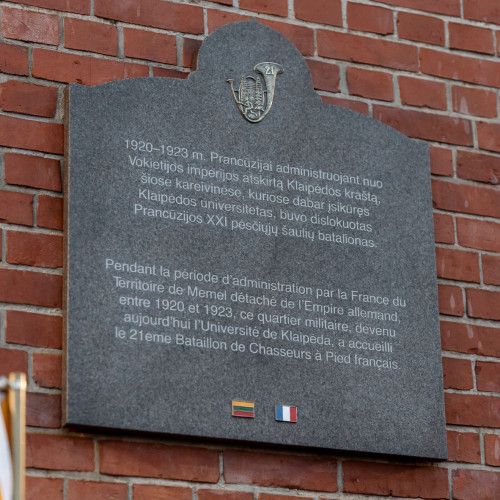 21
1920–1923 m. Prancūzijai administruojant nuo
Vokietijos imperijos atskirtą Klaipėdos kraštą,
šiose kareivinėse, kuriose dabar įsikūręs
Klaipėdos universitetas, buvo dislokuotas
Prancūzijos XXI pėsčiųjų šaulių batalionas.
Pendant la période d'administration par la France du
Territoire de Memel détaché de l'Empire allemand,
entre 1920 et 1923, ce quartier militaire, devenu
aujourd'hui l'Université de Klaipėda, a accueilli
le 21eme Bataillon de Chasseurs à Pied français.